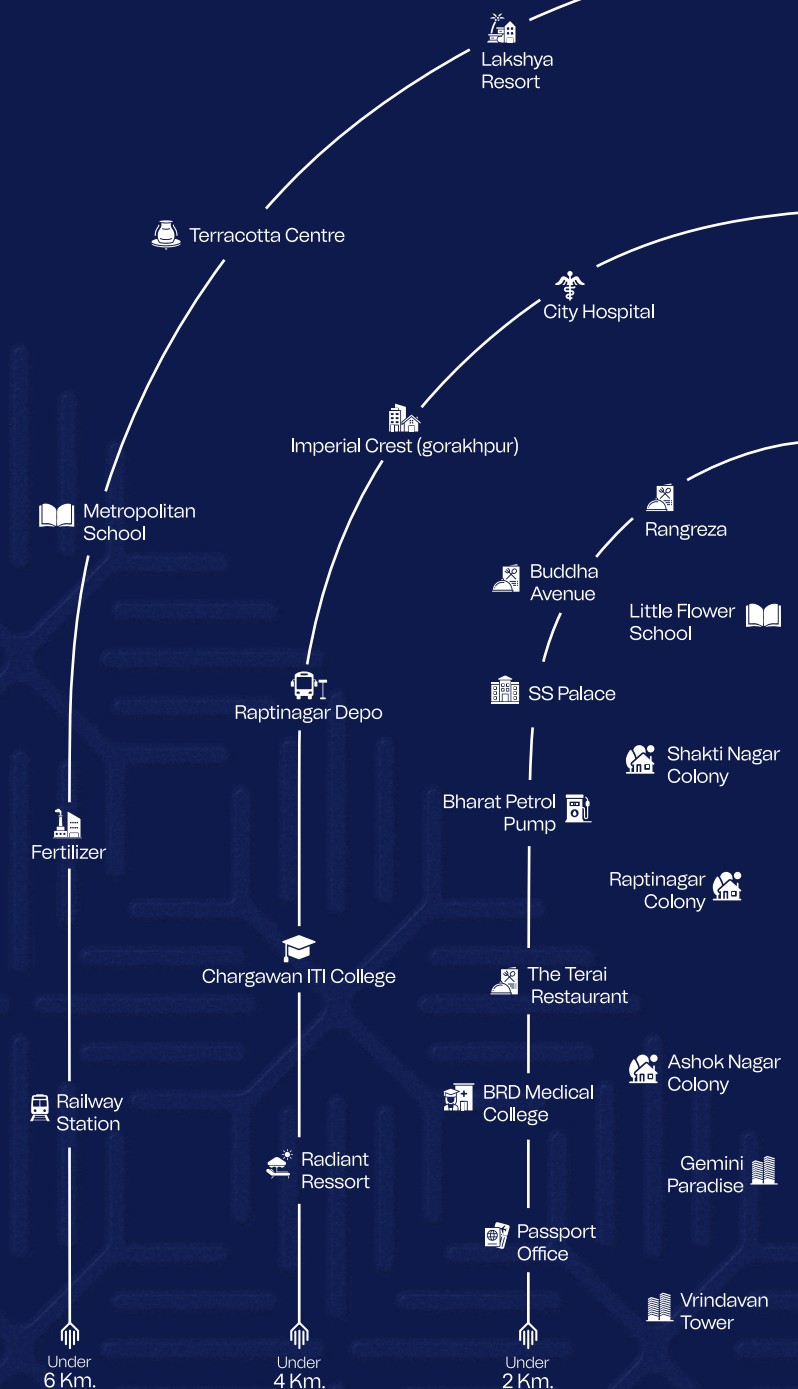 Lakshya
Resort
Terracotta Centre
City Hospital
Imperial Crest (gorakhpur)
Metropolitan
School
Rangreza
Buddha
Avenue
Little Flower
School
SS Palace
Raptinagar Depo
Shakti Nagar
Colony
Bharat Petrol
Pump
Fertilizer
Raptinagar
Colony
Chargawan ITI College
The Terai
Restaurant
Ashok Nagar
Colony
BRD Medical
College
Railway
Station
Radiant
Ressort
Gemini
Paradise
Passport
Office
Vrindavan
Tower
Under
6 Km.
Under
4 Km.
Under
2 Km.